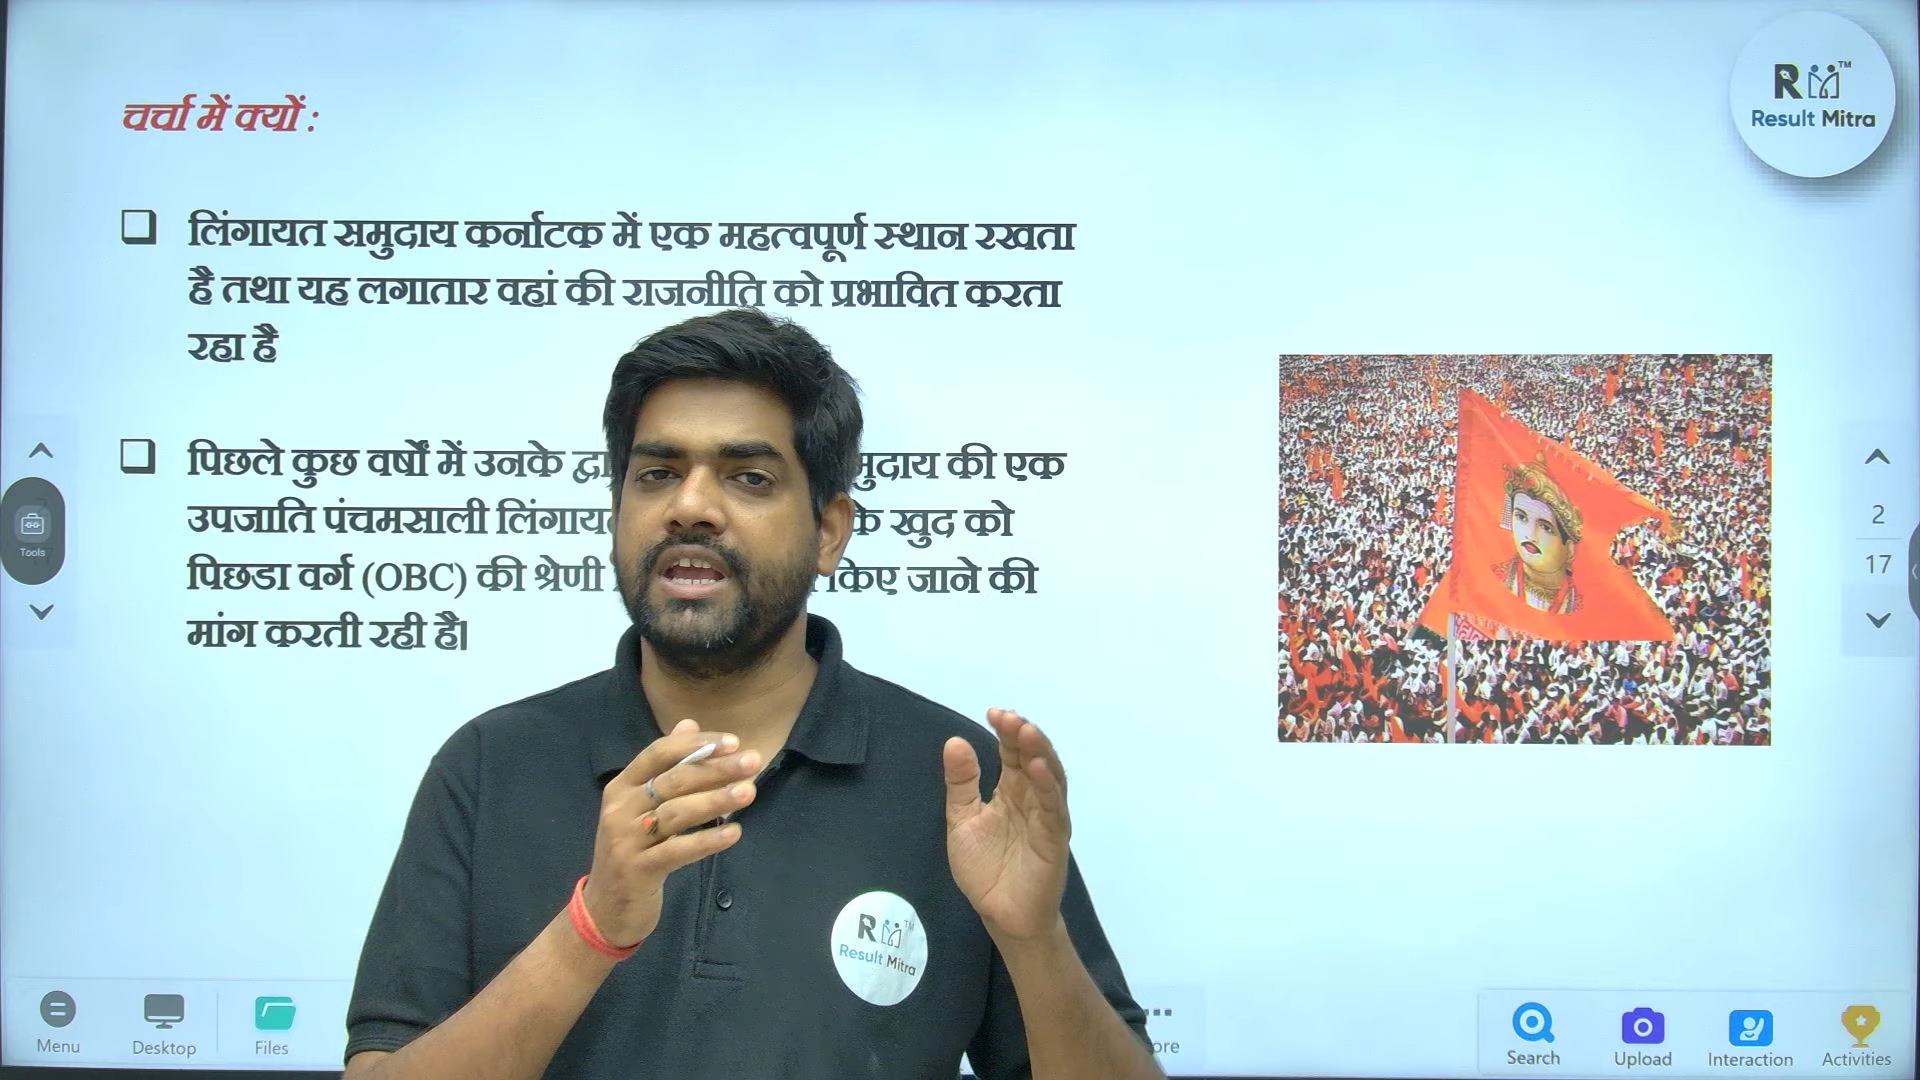 चर्चा में क्यों :
RM™
Result Mitra
लिंगायत समुदाय कर्नाटक में एक महत्वपूर्ण स्थान रखता
है तथा यह लगातार वहां की राजनीति को प्रभावित करता
रहा है
पिछले कुछ वर्षों में उनके की एक
उपजाति पंचमसाली खुद को
पिछडा वर्ग (OBC) की श्रेणी किए जाने की
मांग करती रही है।
Tools
2
17
RM™
Result Mitra
Menu
Desktop
Files
Search
Upload
Interaction
Activities